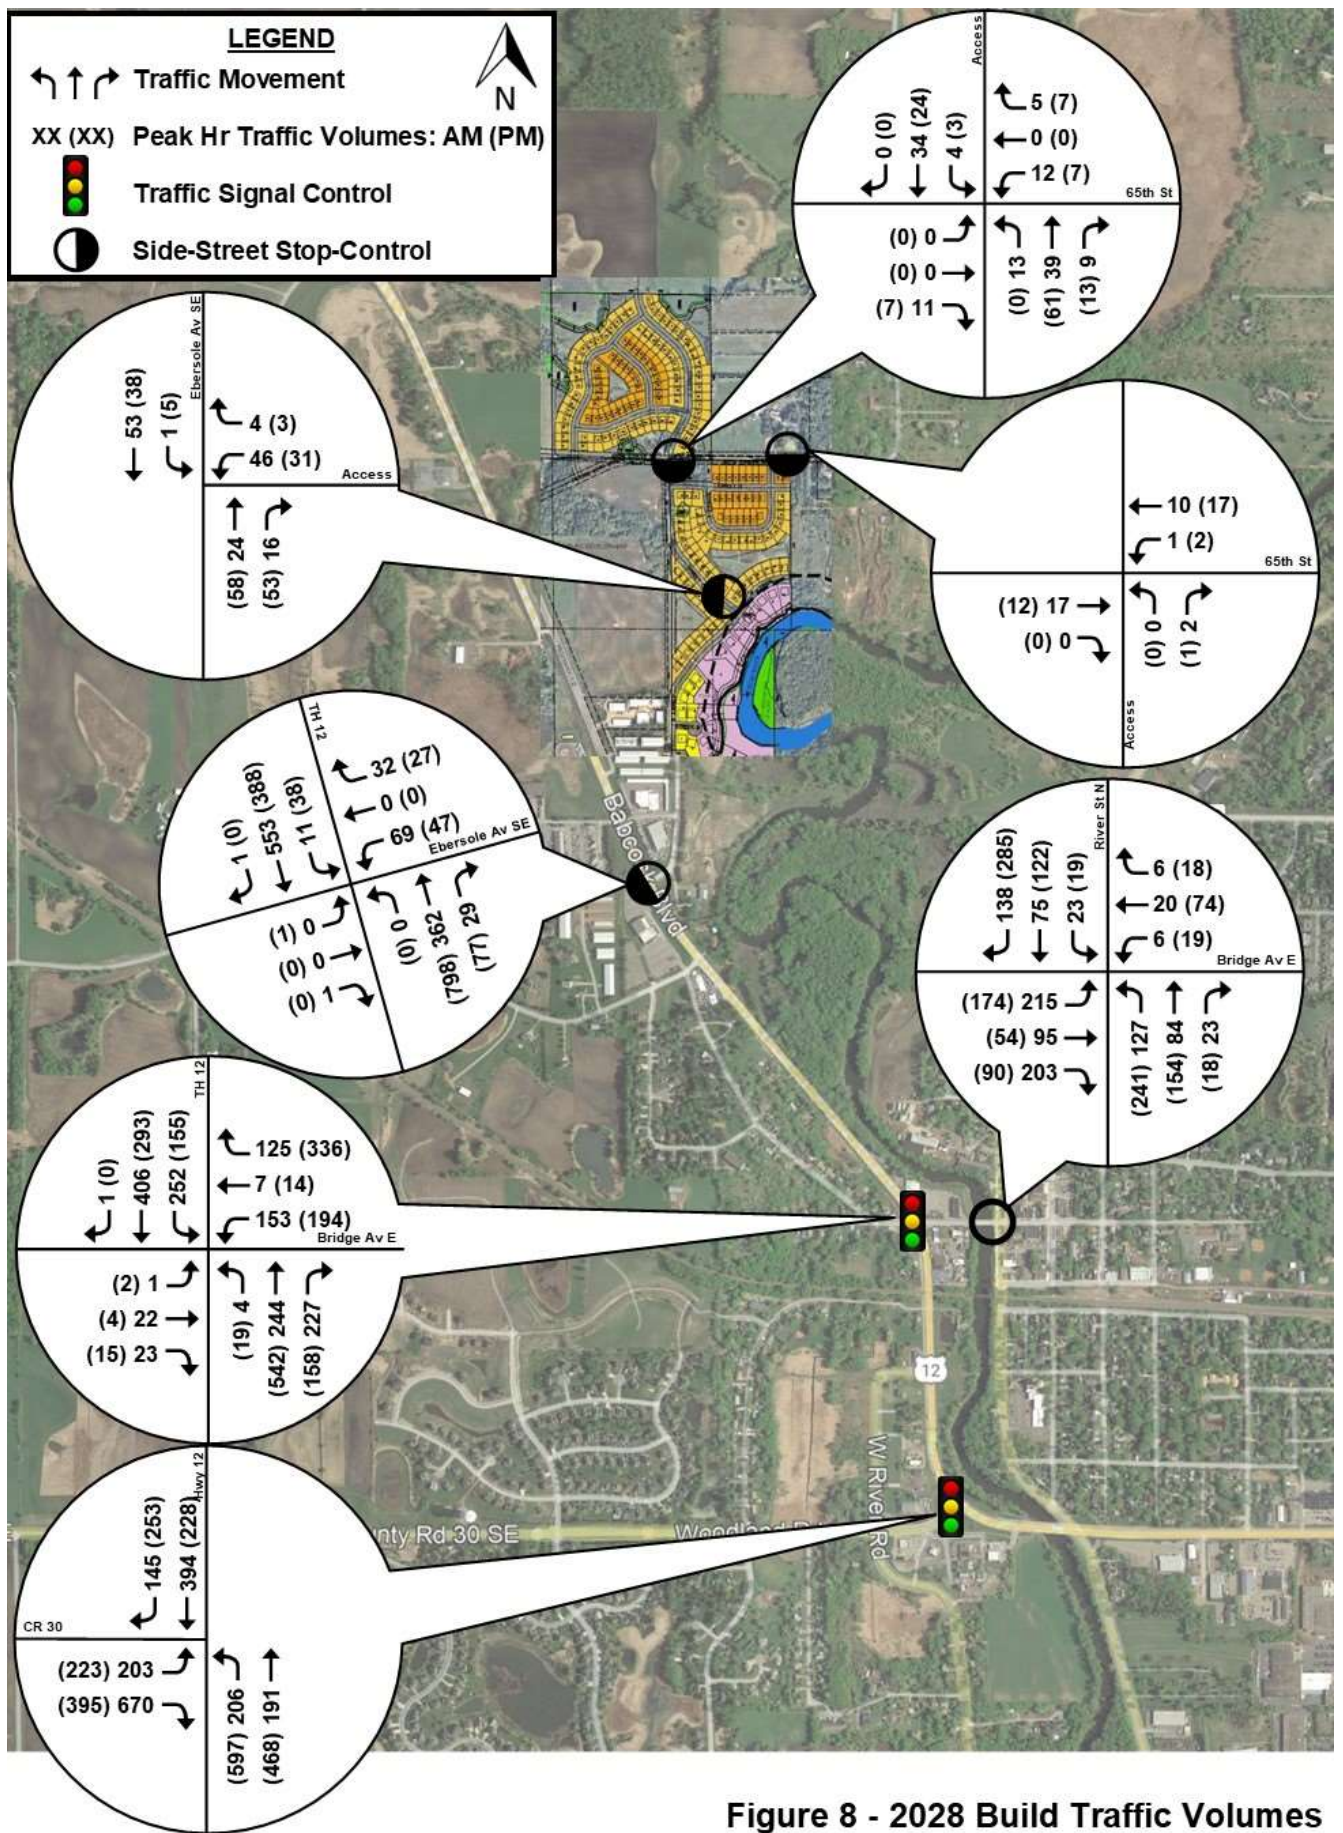 LEGEND
Traffic Movement
N
XX (XX) Peak Hr Traffic Volumes: AM (PM)
Traffic Signal Control
Side-Street Stop-Control
Access
0 (0)
34 (24)
4 (3)
5 (7)
0 (0)
12 (7)
65th St
(0) 0
(0) 0
(7) 11
(0) 13
(61) 39
(13) 9
Ebersole Av SE
53 (38)
1 (5)
4 (3)
46 (31)
Access
(58) 24
(53) 16
10 (17)
1 (2)
65th St
(12) 17
(0) 0
(0) 0
(1) 2
Access
TH 12
1 (0)
553 (388)
11 (38)
32 (27)
0 (0)
69 (47)
Ebersole Av SE
(1) 0
(0) 0
(0) 1
(0) 0
(798) 362
(77) 29
River St N
138 (285)
75 (122)
23 (19)
6 (18)
20 (74)
6 (19)
Bridge Av E
(174) 215
(54) 95
(90) 203
(241) 127
(154) 84
(18) 23
TH 12
1 (0)
406 (293)
252 (155)
125 (336)
7 (14)
153 (194)
Bridge Av E
(2) 1
(4) 22
(15) 23
(19) 4
(542) 244
(158) 227
12
W River Rd
nty Rd 30 SE
Hwy 12
145 (253)
394 (228)
CR 30
(223) 203
(395) 670
(597) 206
(468) 191
Figure 8 - 2028 Build Traffic Volumes